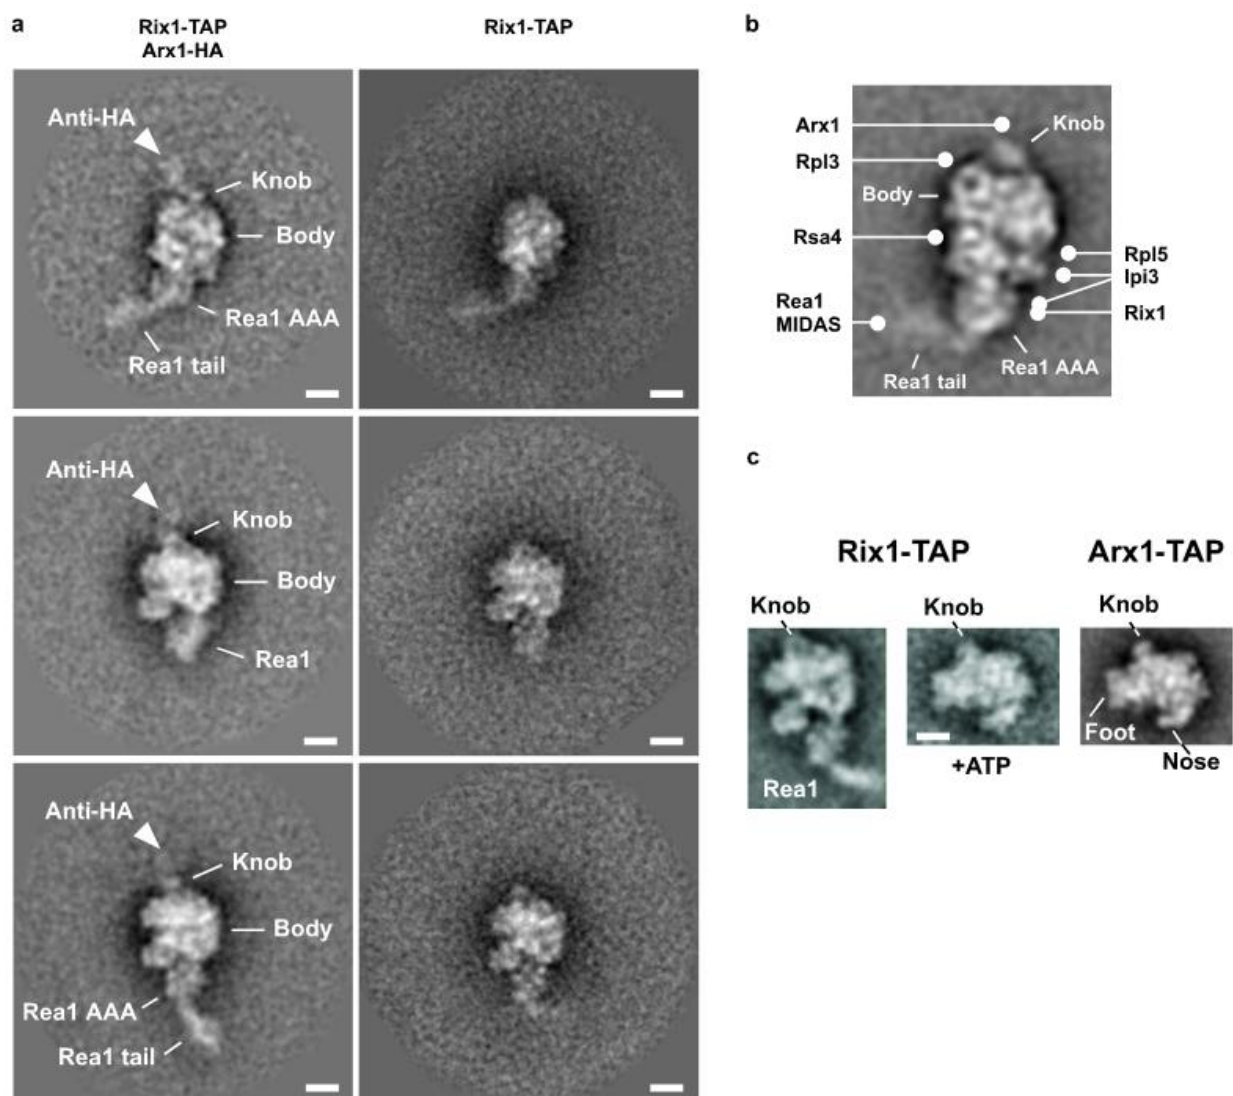 a
Rix1-TAP
Arx1-HA
Rix1-TAP
Anti-HA
Knob
Body
Rea1 AAA
Rea1 tail
Anti-HA
Knob
Body
Rea1
Anti-HA
Knob
Body
Rea1 AAA
Rea1 tail
b
Arx1
Knob
Rpl3
Body
Rsa4
Rpl5
Ipi3
Rea1
MIDAS
Rix1
Rea1 tail
Rea1 AAA
c
Rix1-TAP
Arx1-TAP
Knob
Knob
Knob
Rea1
+ATP
Foot
Nose